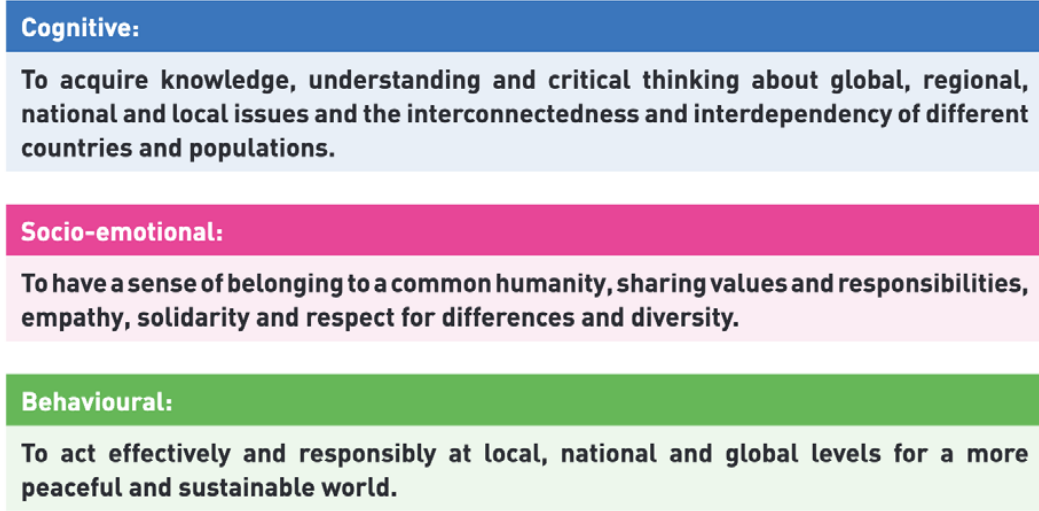 Cognitive:
To acquire knowledge, understanding and critical thinking about global, regional,
national and local issues and the interconnectedness and interdependency of different
countries and populations.
Socio-emotional:
To have a sense of belonging to a common humanity, sharing values and responsibilities,
empathy, solidarity and respect for differences and diversity.
Behavioural:
To act effectively and responsibly at local, national and global levels for a more
peaceful and sustainable world.